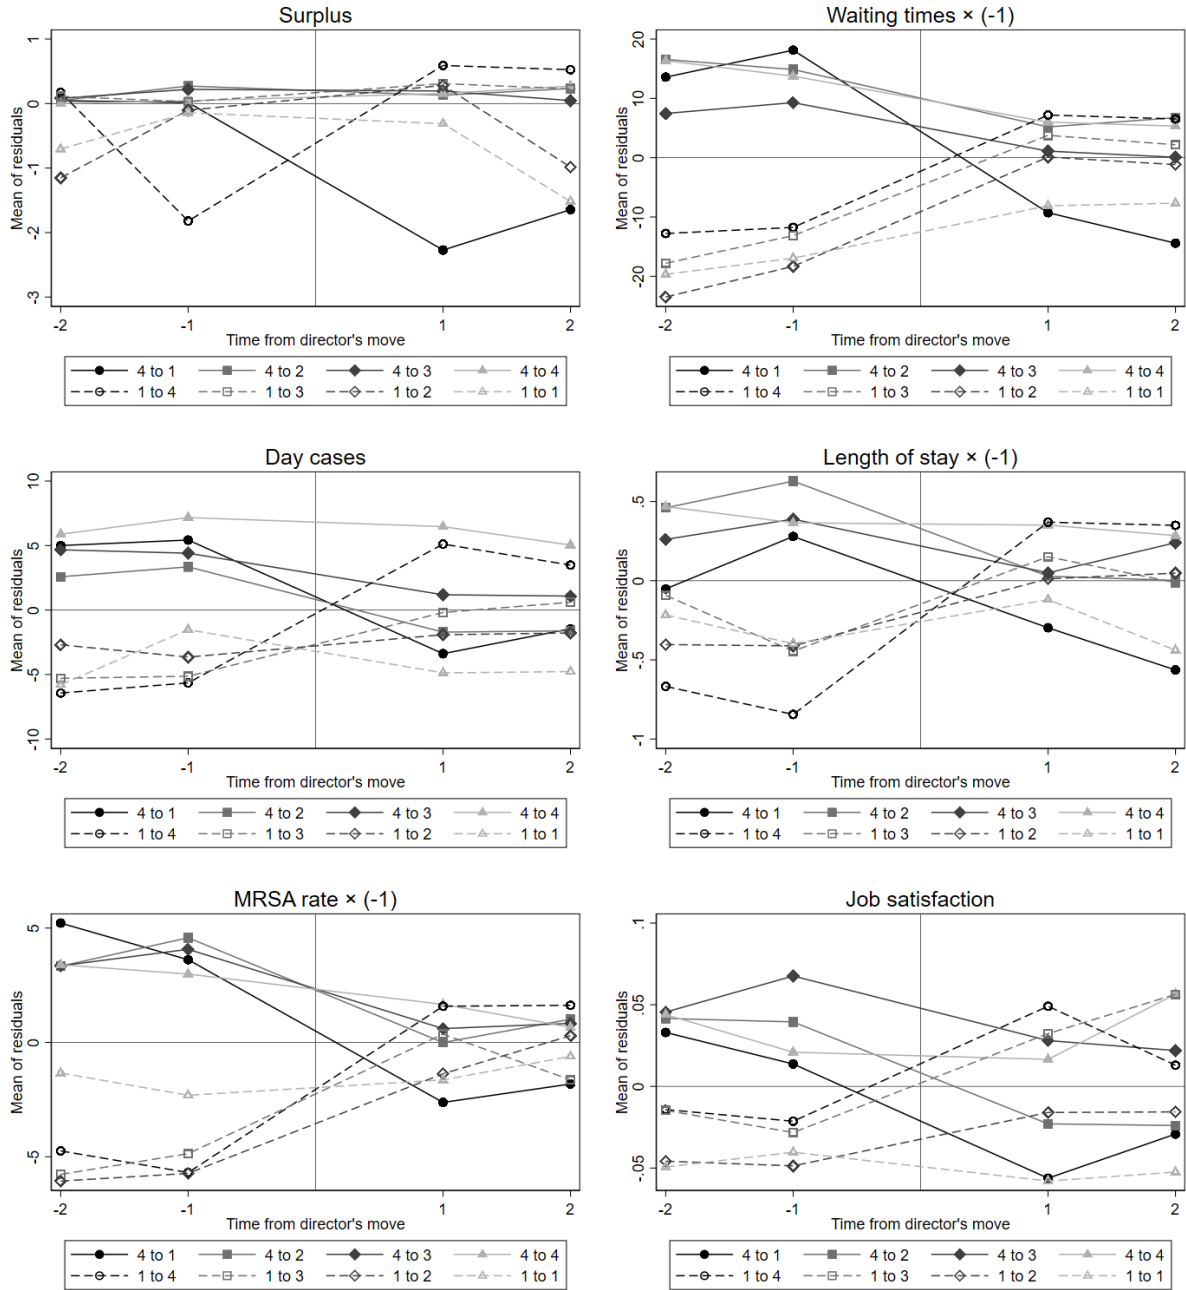 Surplus
Mean of residuals
1
0
-1
-2
-3
-2 -1 1 2
Time from director's move
4 to 1 4 to 2 4 to 3 4 to 4
1 to 4 1 to 3 1 to 2 1 to 1
Waiting times × (-1)
Mean of residuals
20
10
0
-10
-20
-2 -1 1 2
Time from director's move
4 to 1 4 to 2 4 to 3 4 to 4
1 to 4 1 to 3 1 to 2 1 to 1
Day cases
Mean of residuals
10
5
0
-5
-10
-2 -1 1 2
Time from director's move
4 to 1 4 to 2 4 to 3 4 to 4
1 to 4 1 to 3 1 to 2 1 to 1
Length of stay × (-1)
Mean of residuals
.5
0
-.5
-1
-2 -1 1 2
Time from director's move
4 to 1 4 to 2 4 to 3 4 to 4
1 to 4 1 to 3 1 to 2 1 to 1
MRSA rate × (-1)
Mean of residuals
5
0
-5
-2 -1 1 2
Time from director's move
4 to 1 4 to 2 4 to 3 4 to 4
1 to 4 1 to 3 1 to 2 1 to 1
Job satisfaction
Mean of residuals
.1
.05
0
-.05
-2 -1 1 2
Time from director's move
4 to 1 4 to 2 4 to 3 4 to 4
1 to 4 1 to 3 1 to 2 1 to 1